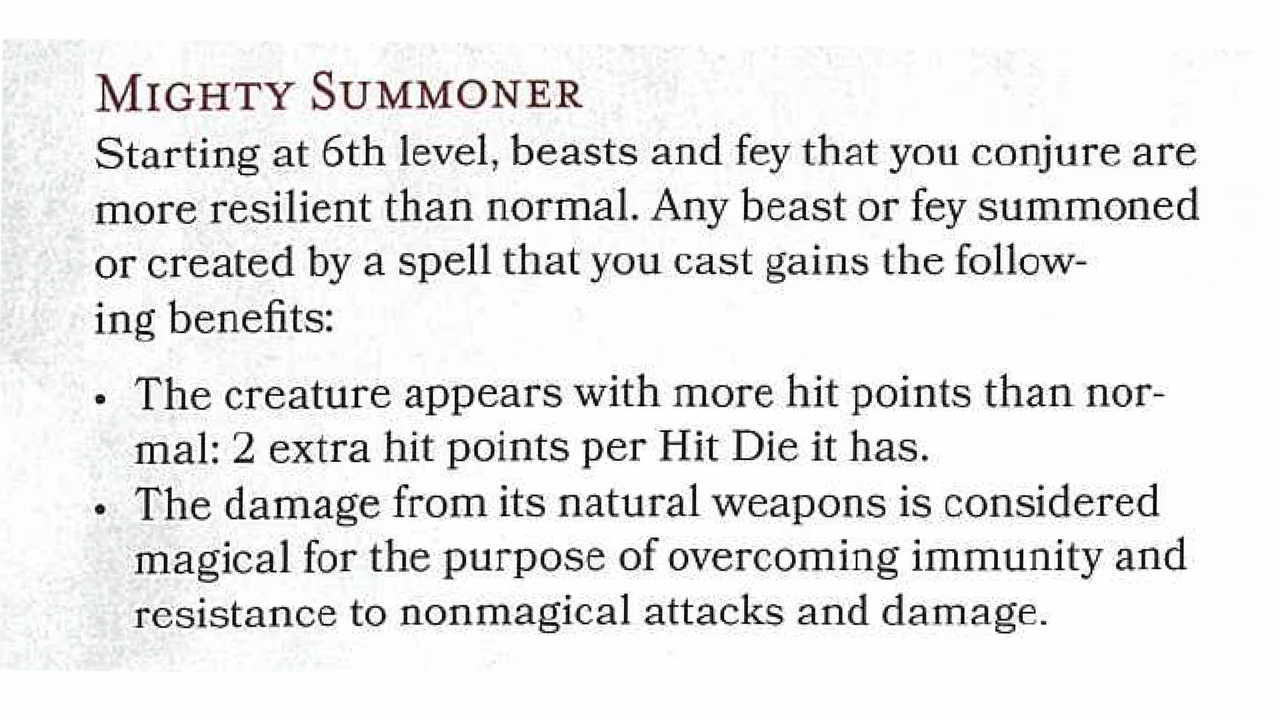 MIGHTY SUMMONER
Starting at 6th level, beasts and fey that you conjure are
more resilient than normal. Any beast or fey summoned
or created by a spell that you cast gains the follow-
ing benefits:
• The creature appears with more hit points than nor-
mal: 2 extra hit points per Hit Die it has.
• The damage from its natural weapons is considered
magical for the purpose of overcoming immunity and
resistance to nonmagical attacks and damage.